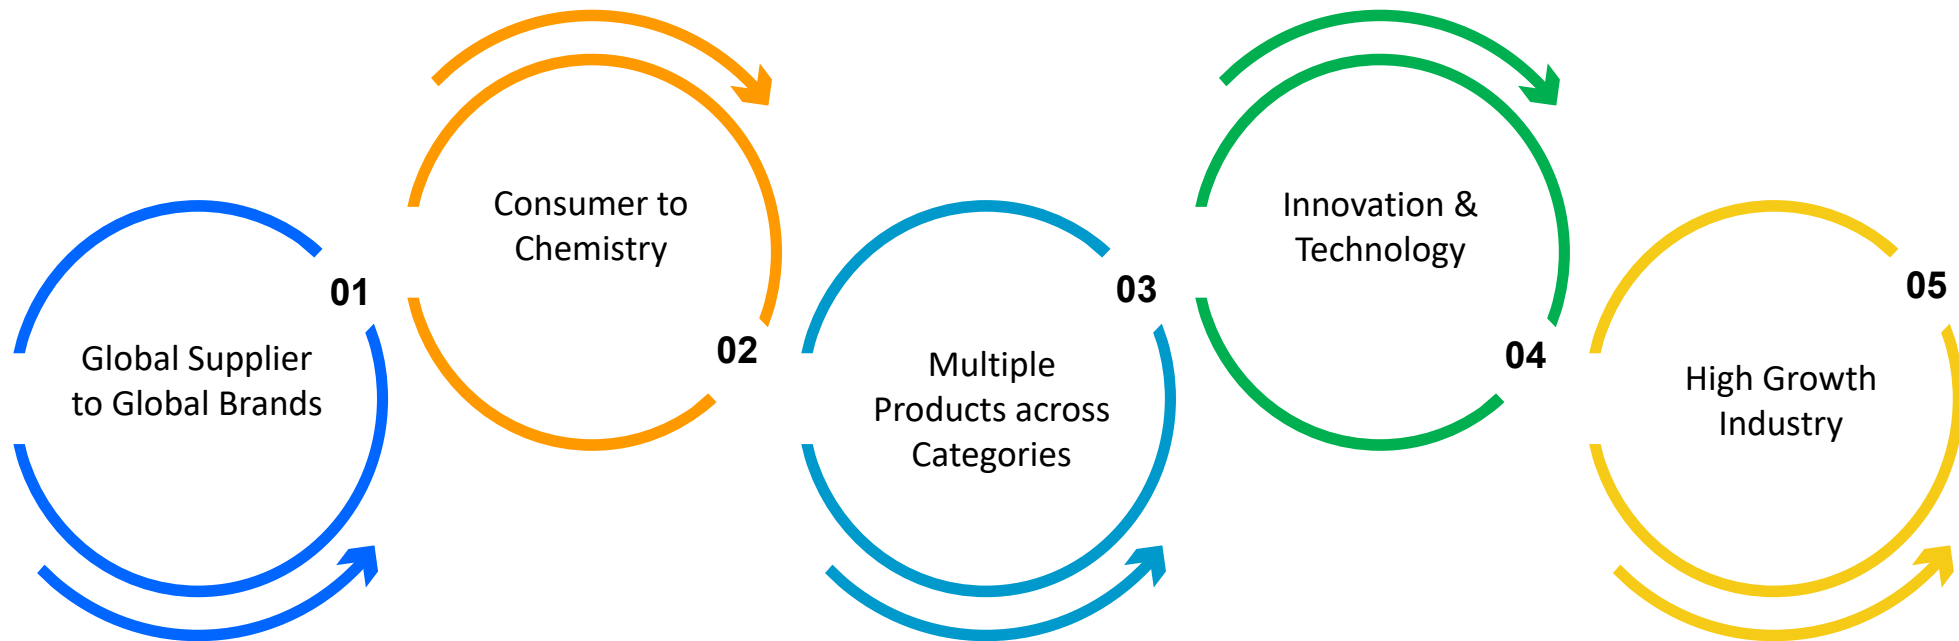 01
Global Supplier
to Global Brands
Consumer to
Chemistry
02
03
Multiple
Products across
Categories
Innovation &
Technology
04
05
High Growth
Industry